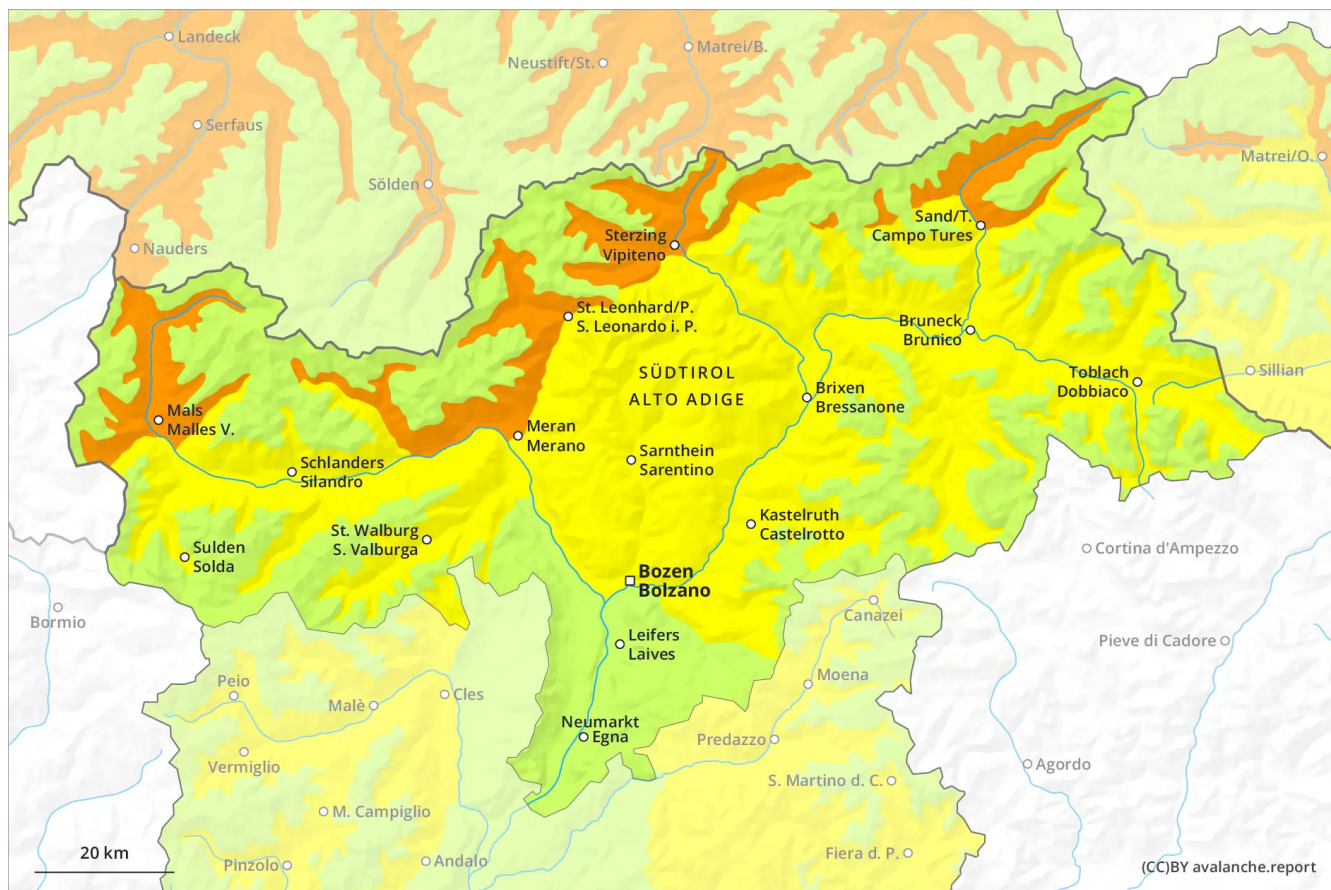 Landeck
Matrei/B.
Neustift/St.
Serfaus
Matrei/O.
Sölden
Sand/T.
Campo Tures
Sterzing
Vipiteno
Nauders
St. Leonhard/P.
S. Leonardo i. P.
Bruneck
Brunico
SÜDTIROL
ALTO ADIGE
Toblach
Dobbiaco
Sillian
Brixen
Bressanone
Mals
Malles V.
Meran
Merano
Schlanders
Silandro
Sarnthein
Sarentino
Kastelruth
Castelrotto
St. Walburg
S. Valburga
Sulden
Solda
Cortina d'Ampezzo
Bozen
Bolzano
Bormio
Canazei
Leifers
Laives
Pieve di Cadore
Peio
Moena
Malè
Cles
Neumarkt
Egna
Predazzo
Vermiglio
Agordo
S. Martino d. C.
M. Campiglio
20 km
Pinzolo
Andalo
Fiera d. P.
(CC)BY avalanche.report